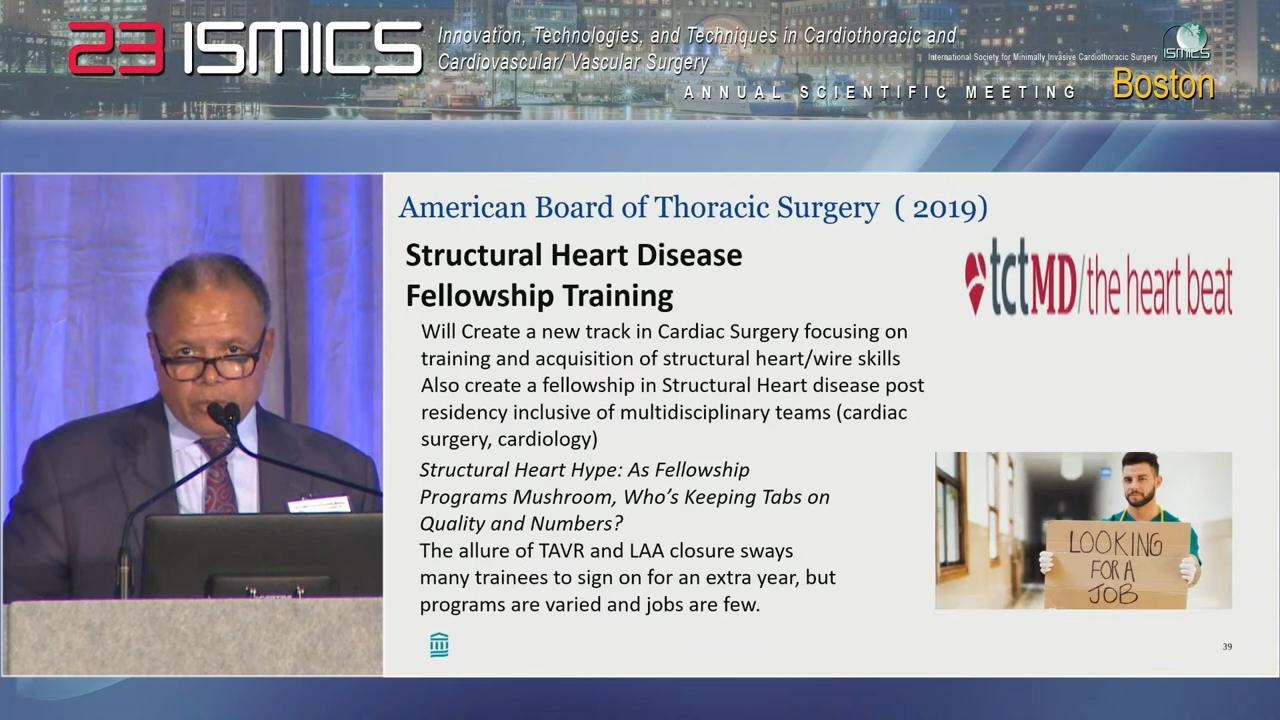 23 ISMICS
Innovation, Technologies, and Techniques in Cardiothoracic and
Cardiovascular/ Vascular Surgery
International Society for Minimally Invasive Cardiothoracic Surgery
ISMICS
ANNUAL SCIENTIFIC MEETING
Boston
American Board of Thoracic Surgery ( 2019)
Structural Heart Disease
Fellowship Training
tctMD/the heart beat
Will Create a new track in Cardiac Surgery focusing on
training and acquisition of structural heart/wire skills
Also create a fellowship in Structural Heart disease post
residency inclusive of multidisciplinary teams (cardiac
surgery, cardiology)
Structural Heart Hype: As Fellowship
Programs Mushroom, Who's Keeping Tabs on
Quality and Numbers?
The allure of TAVR and LAA closure sways
many trainees to sign on for an extra year, but
programs are varied and jobs are few.
LOOKING
FOR A
JOB
39